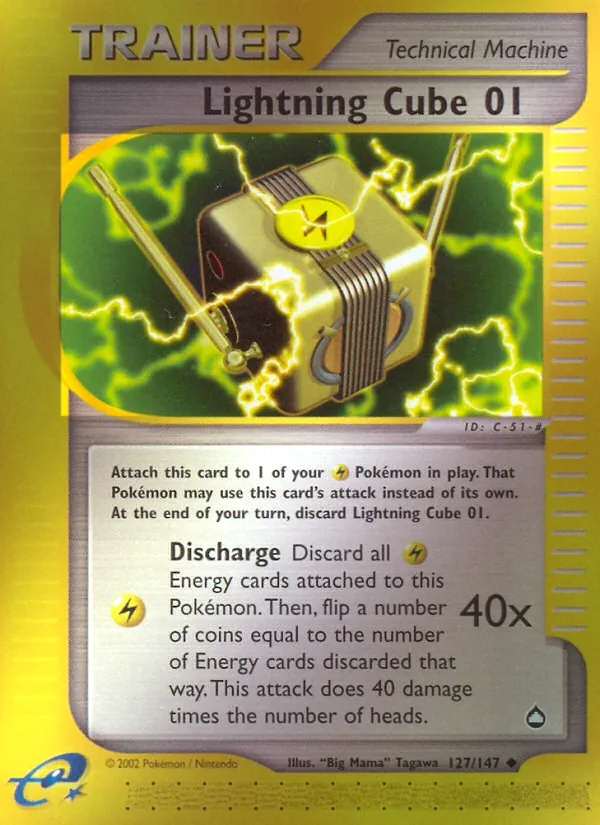 TRAINER
Technical Machine
Lightning Cube 01
ID: C-51-#
Attach this card to 1 of your Pokémon in play. That
Pokémon may use this card's attack instead of its own.
At the end of your turn, discard Lightning Cube 01.
Discharge Discard all
Energy cards attached to this
Pokémon. Then, flip a number
of coins equal to the number
of Energy cards discarded that
way. This attack does 40 damage
times the number of heads.
40x
© 2002 Pokémon / Nintendo
Illus. "Big Mama" Tagawa 127/147
e